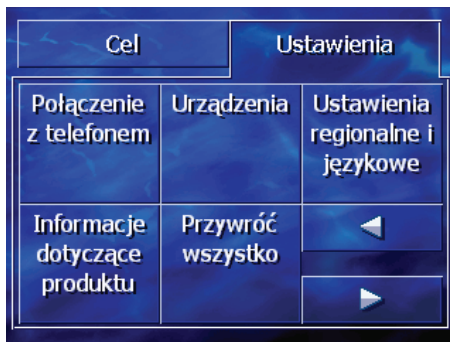 Cel
Ustawienia
Połączenie
z telefonem
Urządzenia
Ustawienia
regionalne i
językowe
Informacje
dotyczące
produktu
Przywróć
wszystko